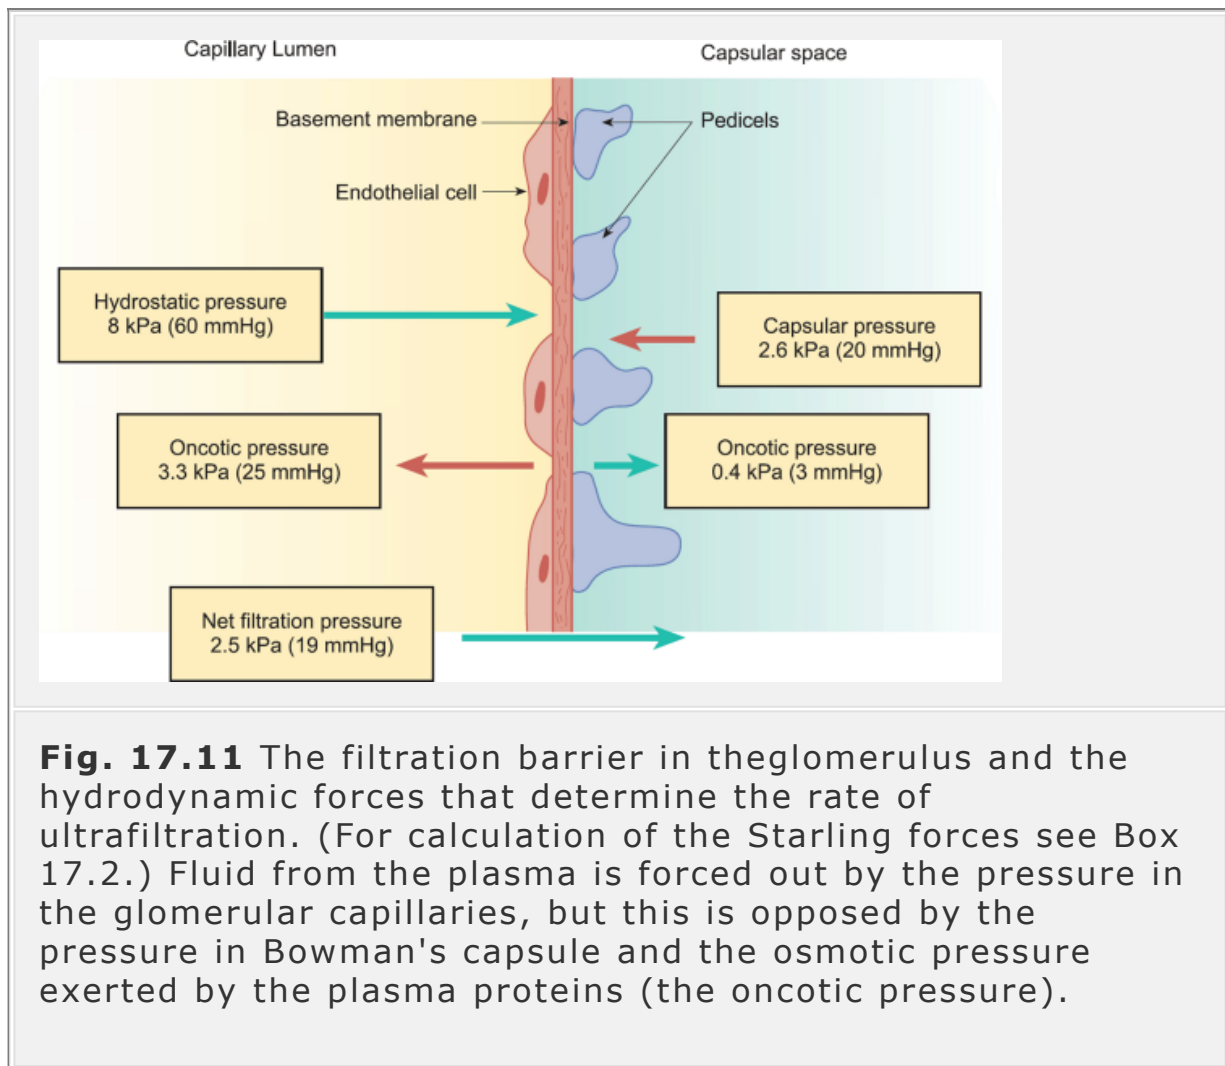 Capillary Lumen
Capsular space
Basement membrane
Pedicels
Endothelial cell
Hydrostatic pressure
8 kPa (60 mmHg)
Capsular pressure
2.6 kPa (20 mmHg)
Oncotic pressure
3.3 kPa (25 mmHg)
Oncotic pressure
0.4 kPa (3 mmHg)
Net filtration pressure
2.5 kPa (19 mmHg)
Fig. 17.11 The filtration barrier in theglomerulus and the
hydrodynamic forces that determine the rate of
ultrafiltration. (For calculation of the Starling forces see Box
17.2.) Fluid from the plasma is forced out by the pressure in
the glomerular capillaries, but this is opposed by the
pressure in Bowman's capsule and the osmotic pressure
exerted by the plasma proteins (the oncotic pressure).